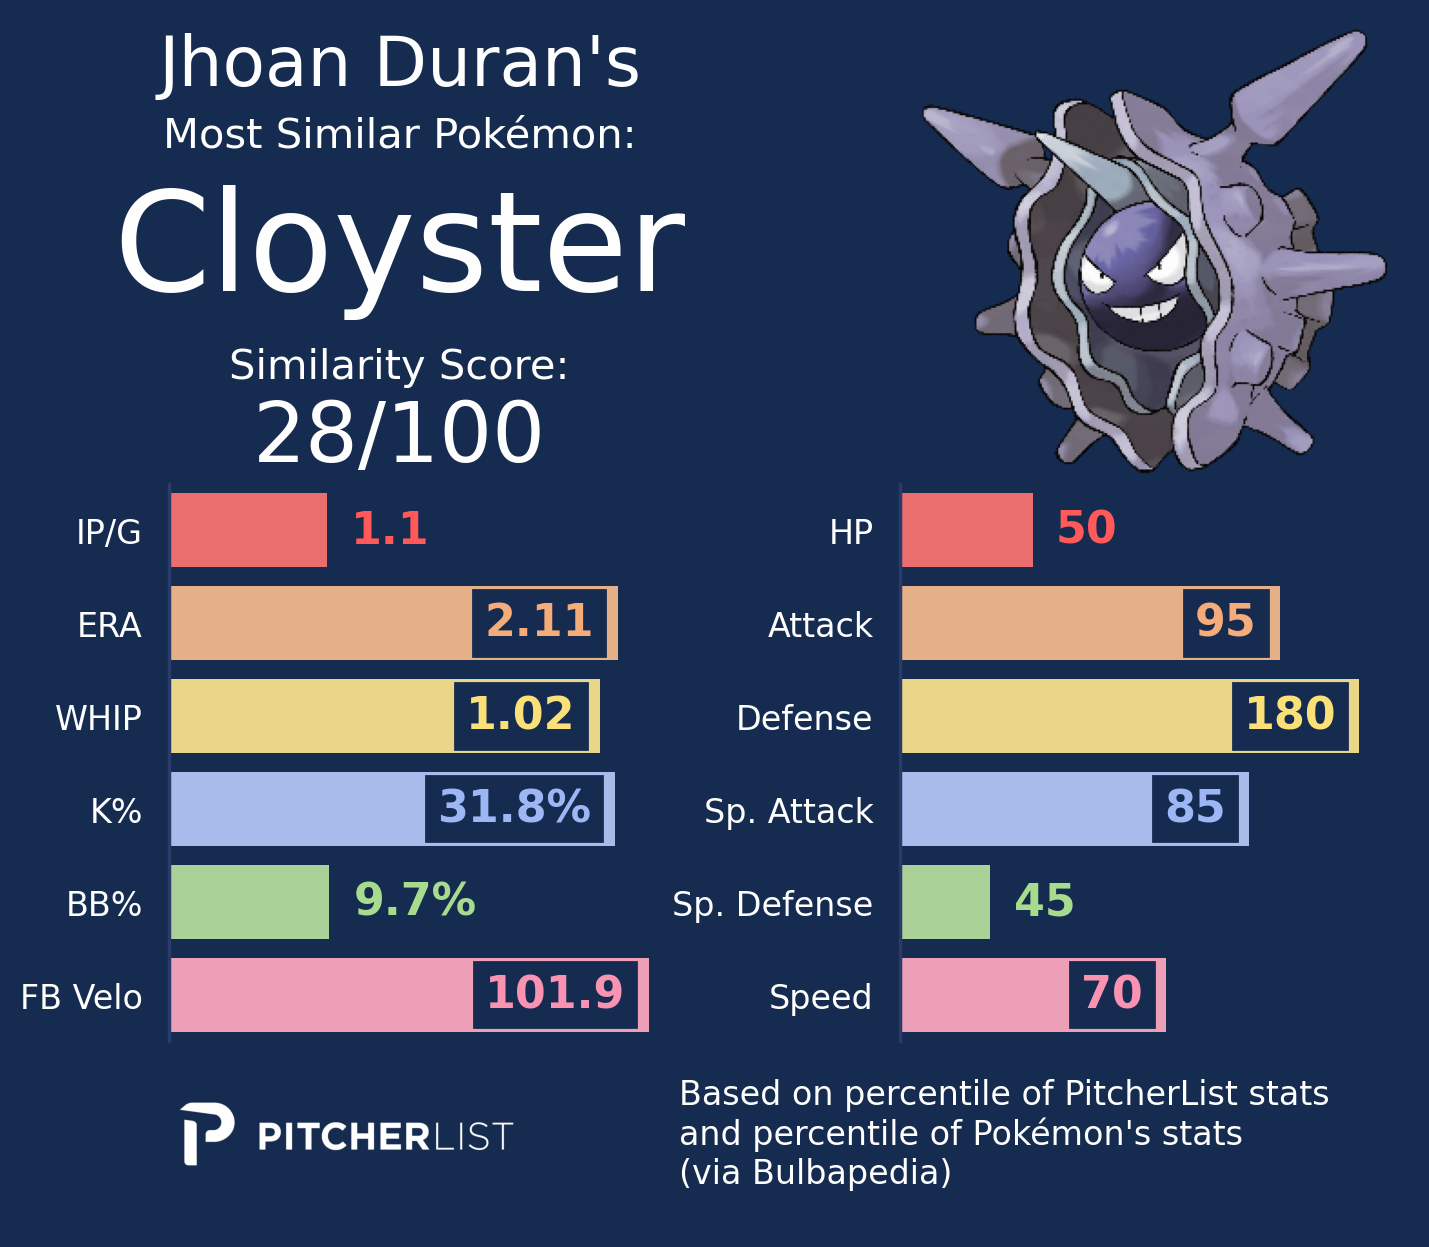 Jhoan Duran's
Most Similar Pokémon:
Cloyster
Similarity Score:
28/100
IP/G 1.1
ERA 2.11
WHIP 1.02
K% 31.8%
BB% 9.7%
FB Velo 101.9
HP 50
Attack 95
Defense 180
Sp. Attack 85
Sp. Defense 45
Speed 70
PITCHERLIST
Based on percentile of PitcherList stats
and percentile of Pokémon's stats
(via Bulbapedia)